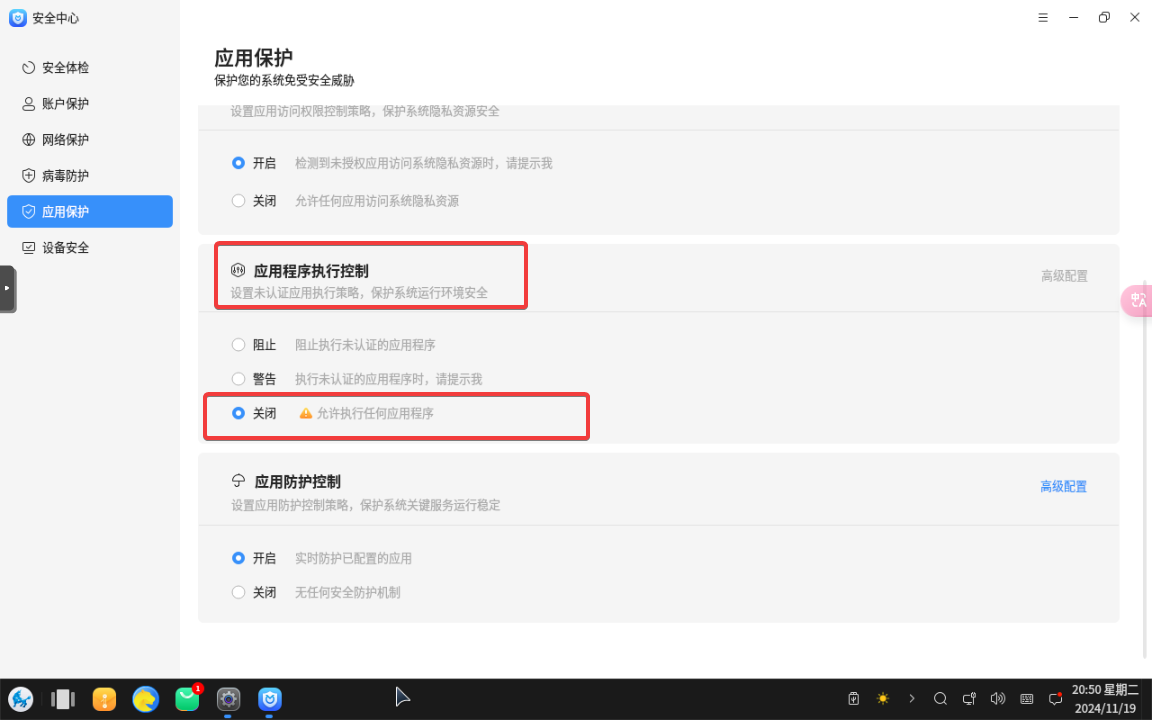 安全中心
安全体检
账户保护
网络保护
病毒防护
应用保护
设备安全
应用保护
保护您的系统免受安全威胁
设置应用访问权限控制策略，保护系统隐私资源安全
开启 检测到未授权应用访问系统隐私资源时，请提示我
关闭 允许任何应用访问系统隐私资源
应用程序执行控制
高级配置
设置未认证应用执行策略，保护系统运行环境安全
阻止 阻止执行未认证的应用程序
警告 执行未认证的应用程序时，请提示我
关闭 允许执行任何应用程序
应用防护控制
高级配置
设置应用防护控制策略，保护系统关键服务运行稳定
开启 实时防护已配置的应用
关闭 无任何安全防护机制
中
CA
1
20:50 星期二
2024/11/19